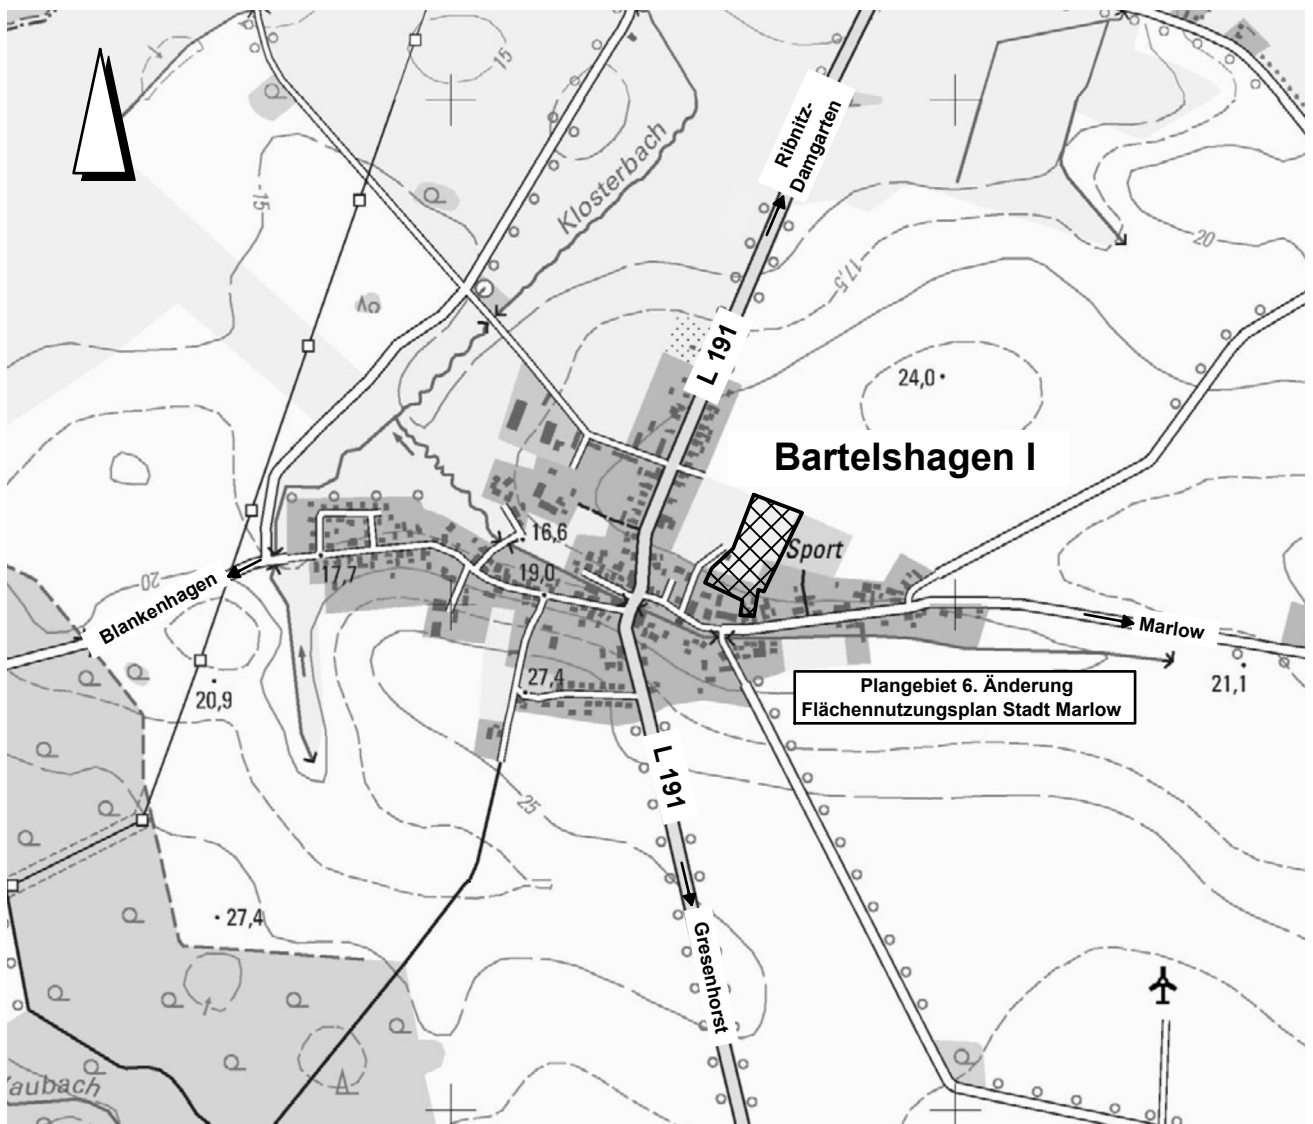 15
15
Klosterbach
Ribnitz-
Damgarten
20
17,5
L 191
24,0
Bartelshagen I
16,6
Sport
17,7
19,0
20
Blankenhagen
Marlow
27,4
20,9
21,1
Plangebiet 6. Änderung
Flächennutzungsplan Stadt Marlow
L 191
25
27,4
Gresenhorst
aubach